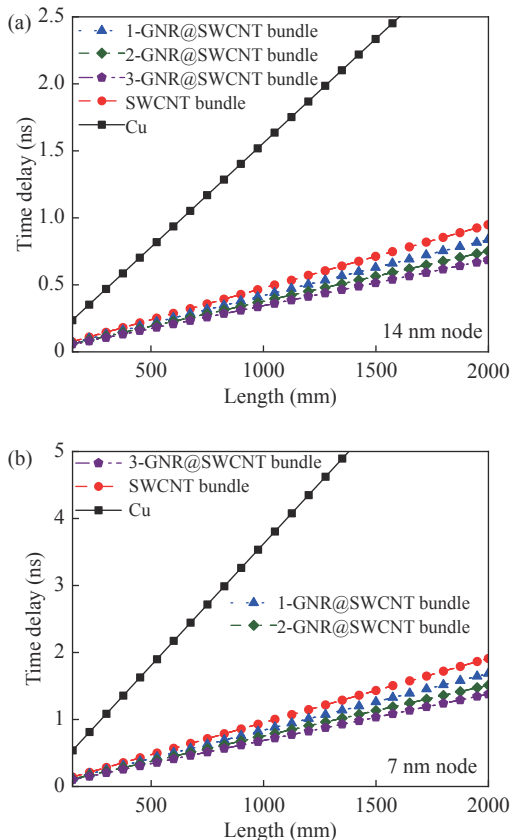 (a)
1-GNR@SWCNT bundle
2-GNR@SWCNT bundle
3-GNR@SWCNT bundle
SWCNT bundle
Cu
2.5
2.0
1.5
1.0
0.5
0
Time delay (ns)
14 nm node
500 1000 1500 2000
Length (mm)
(b)
3-GNR@SWCNT bundle
SWCNT bundle
Cu
1-GNR@SWCNT bundle
2-GNR@SWCNT bundle
5
4
3
2
1
0
Time delay (ns)
7 nm node
500 1000 1500 2000
Length (mm)